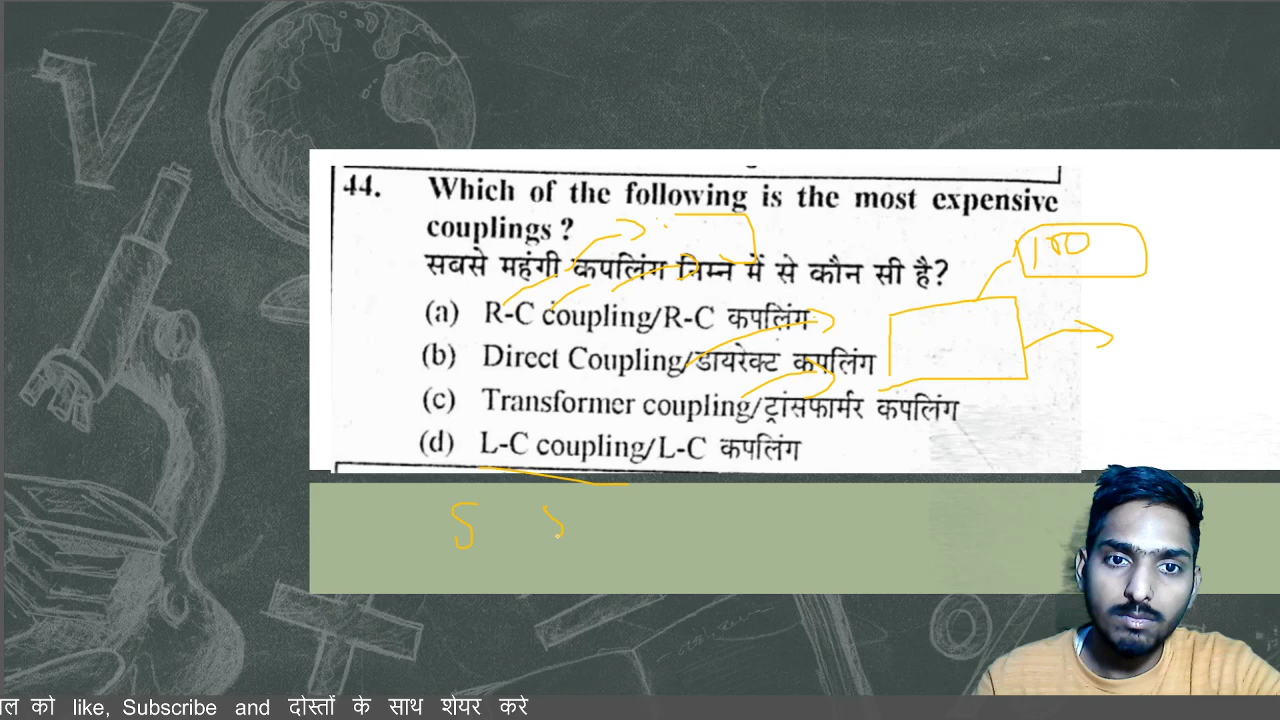 44. Which of the following is the most expensive
couplings ?
सबसे महंगी कपलिंग निम्न में से कौन सी है?
(a) R-C coupling/R-C कपलिंग
(b) Direct Coupling/डायरेक्ट कपलिंग
(c) Transformer coupling/ट्रांसफार्मर कपलिंग
(d) L-C coupling/L-C कपलिंग
को like, Subscribe and दोस्तों के साथ शेयर करे